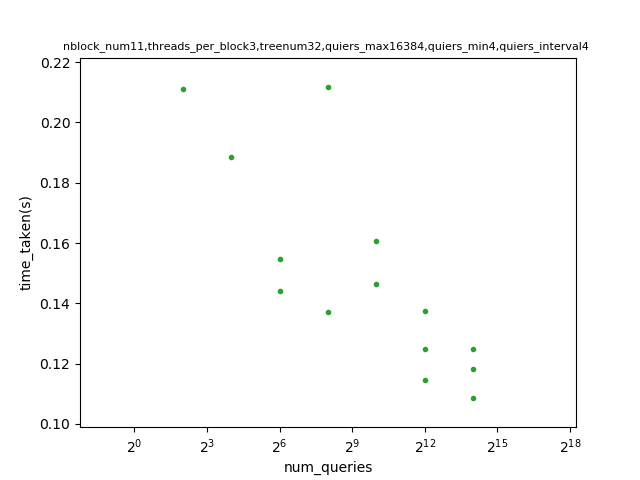 nblock_num11,threads_per_block3,treenum32,quiers_max16384,quiers_min4,quiers_interval4
0.22
0.20
0.18
0.16
0.14
0.12
0.10
time_taken(s)
2^0 2^3 2^6 2^9 2^12 2^15 2^18
num_queries